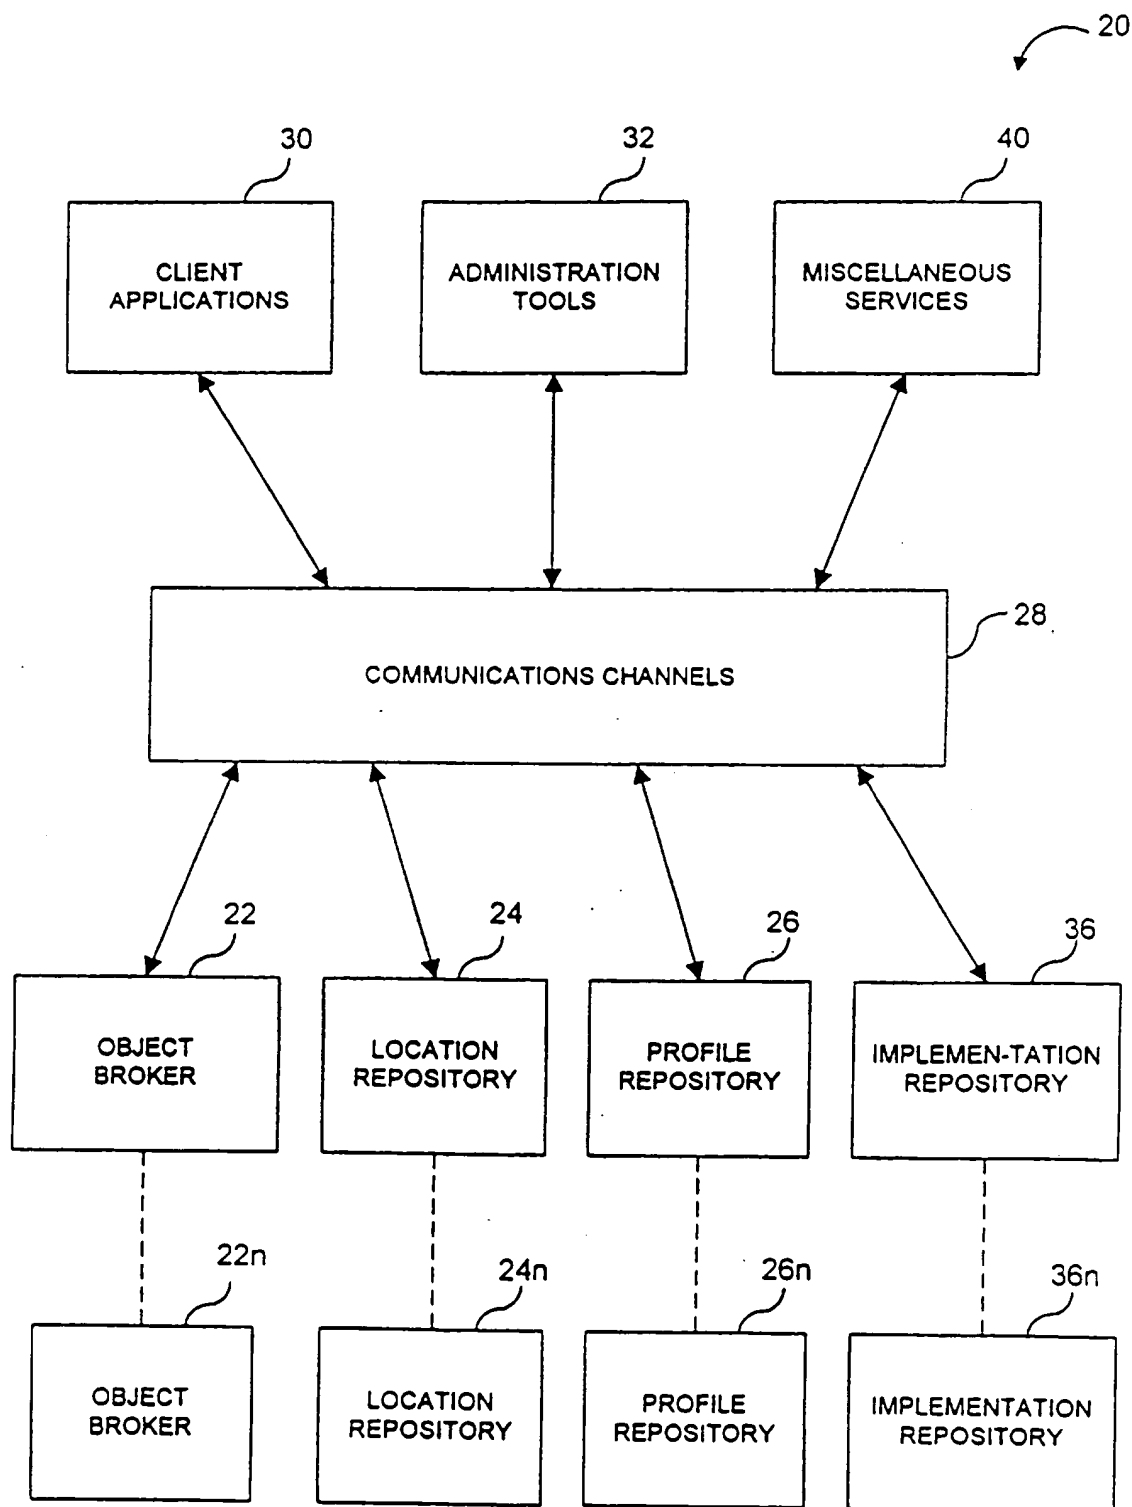 20
30
32
40
CLIENT
APPLICATIONS
ADMINISTRATION
TOOLS
MISCELLANEOUS
SERVICES
28
COMMUNICATIONS CHANNELS
22
24
26
36
OBJECT
BROKER
LOCATION
REPOSITORY
PROFILE
REPOSITORY
IMPLEMEN-TATION
REPOSITORY
22n
24n
26n
36n
OBJECT
BROKER
LOCATION
REPOSITORY
PROFILE
REPOSITORY
IMPLEMENTATION
REPOSITORY